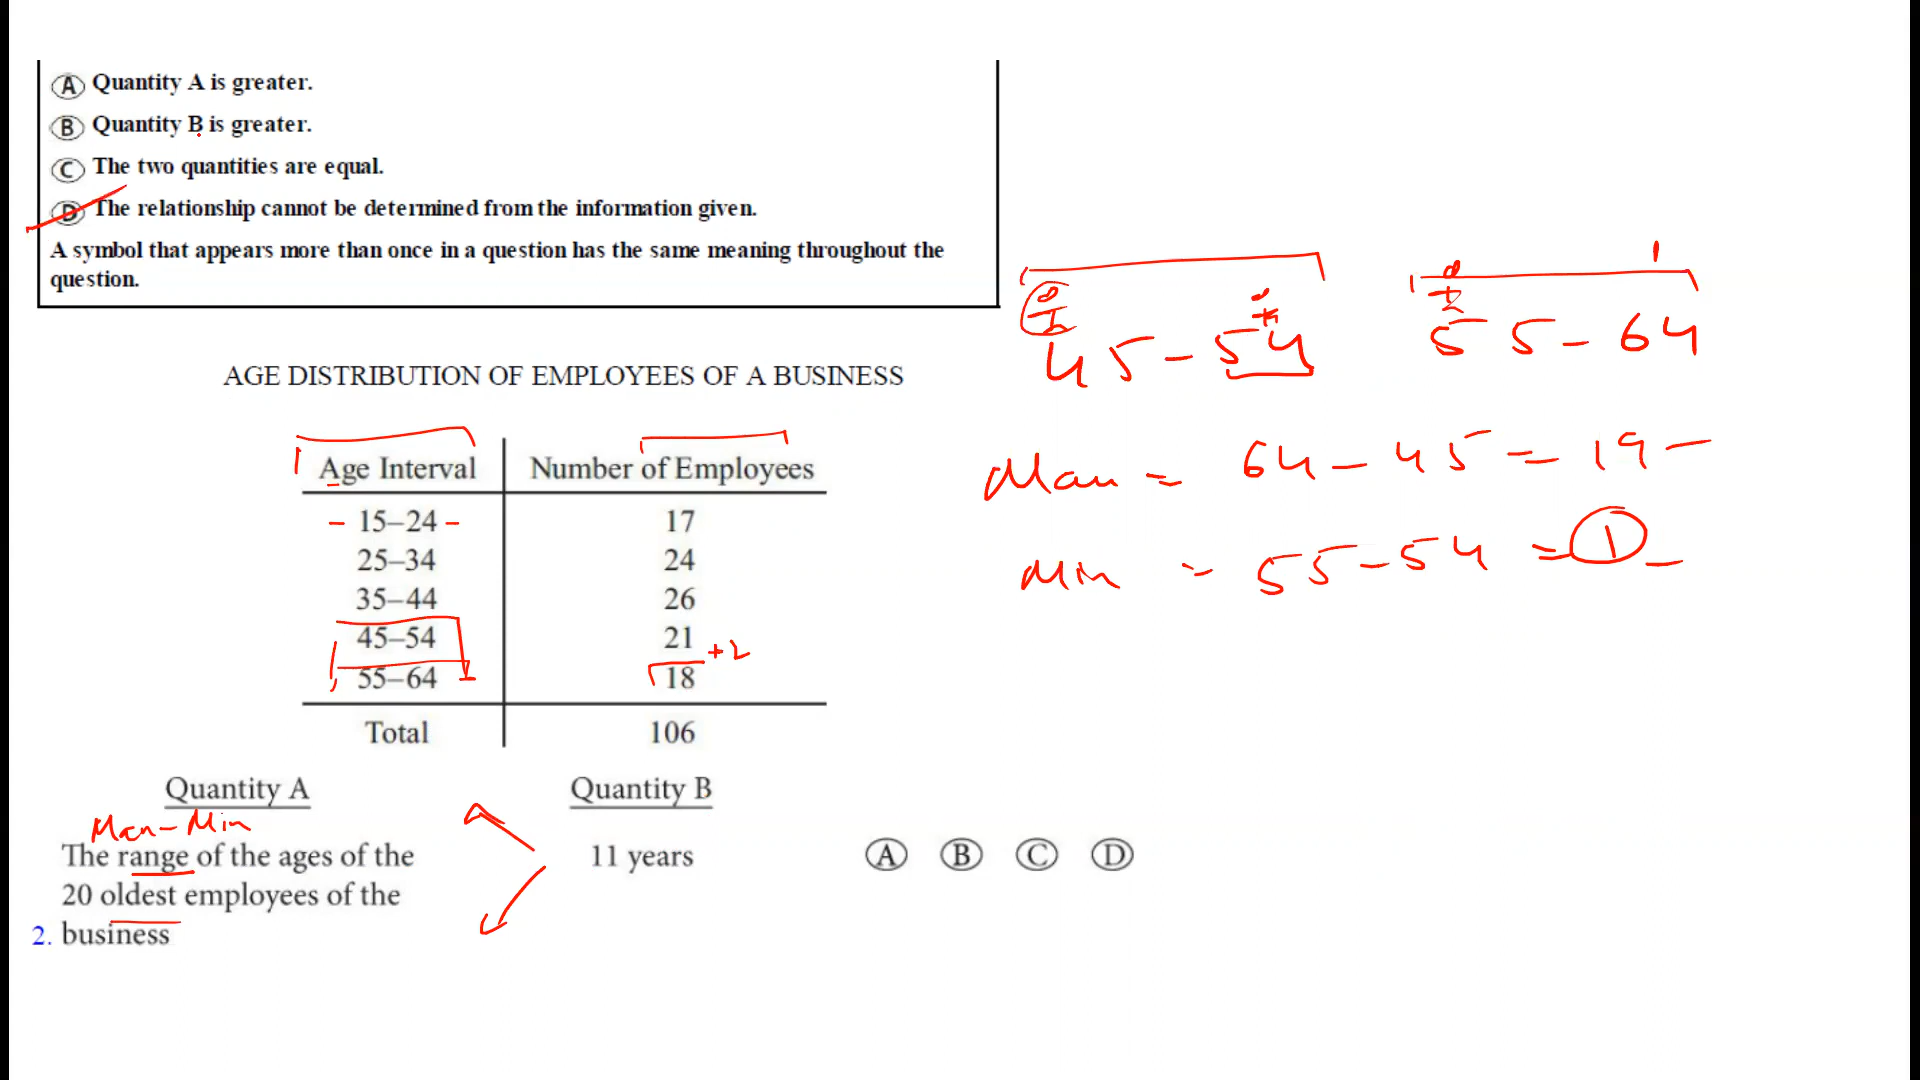 A Quantity A is greater.
B Quantity B is greater.
C The two quantities are equal.
D The relationship cannot be determined from the information given.
A symbol that appears more than once in a question has the same meaning throughout the
question.
45-54 55-64
AGE DISTRIBUTION OF EMPLOYEES OF A BUSINESS
Max = 64-45=19
Min = 55-54 = 1
Age Interval Number of Employees
15–24 17
25–34 24
35–44 26
45–54 21 +2
55–64 18
Total 106
Quantity A Quantity B
Max-Min
The range of the ages of the 11 years A B C D
20 oldest employees of the
2. business